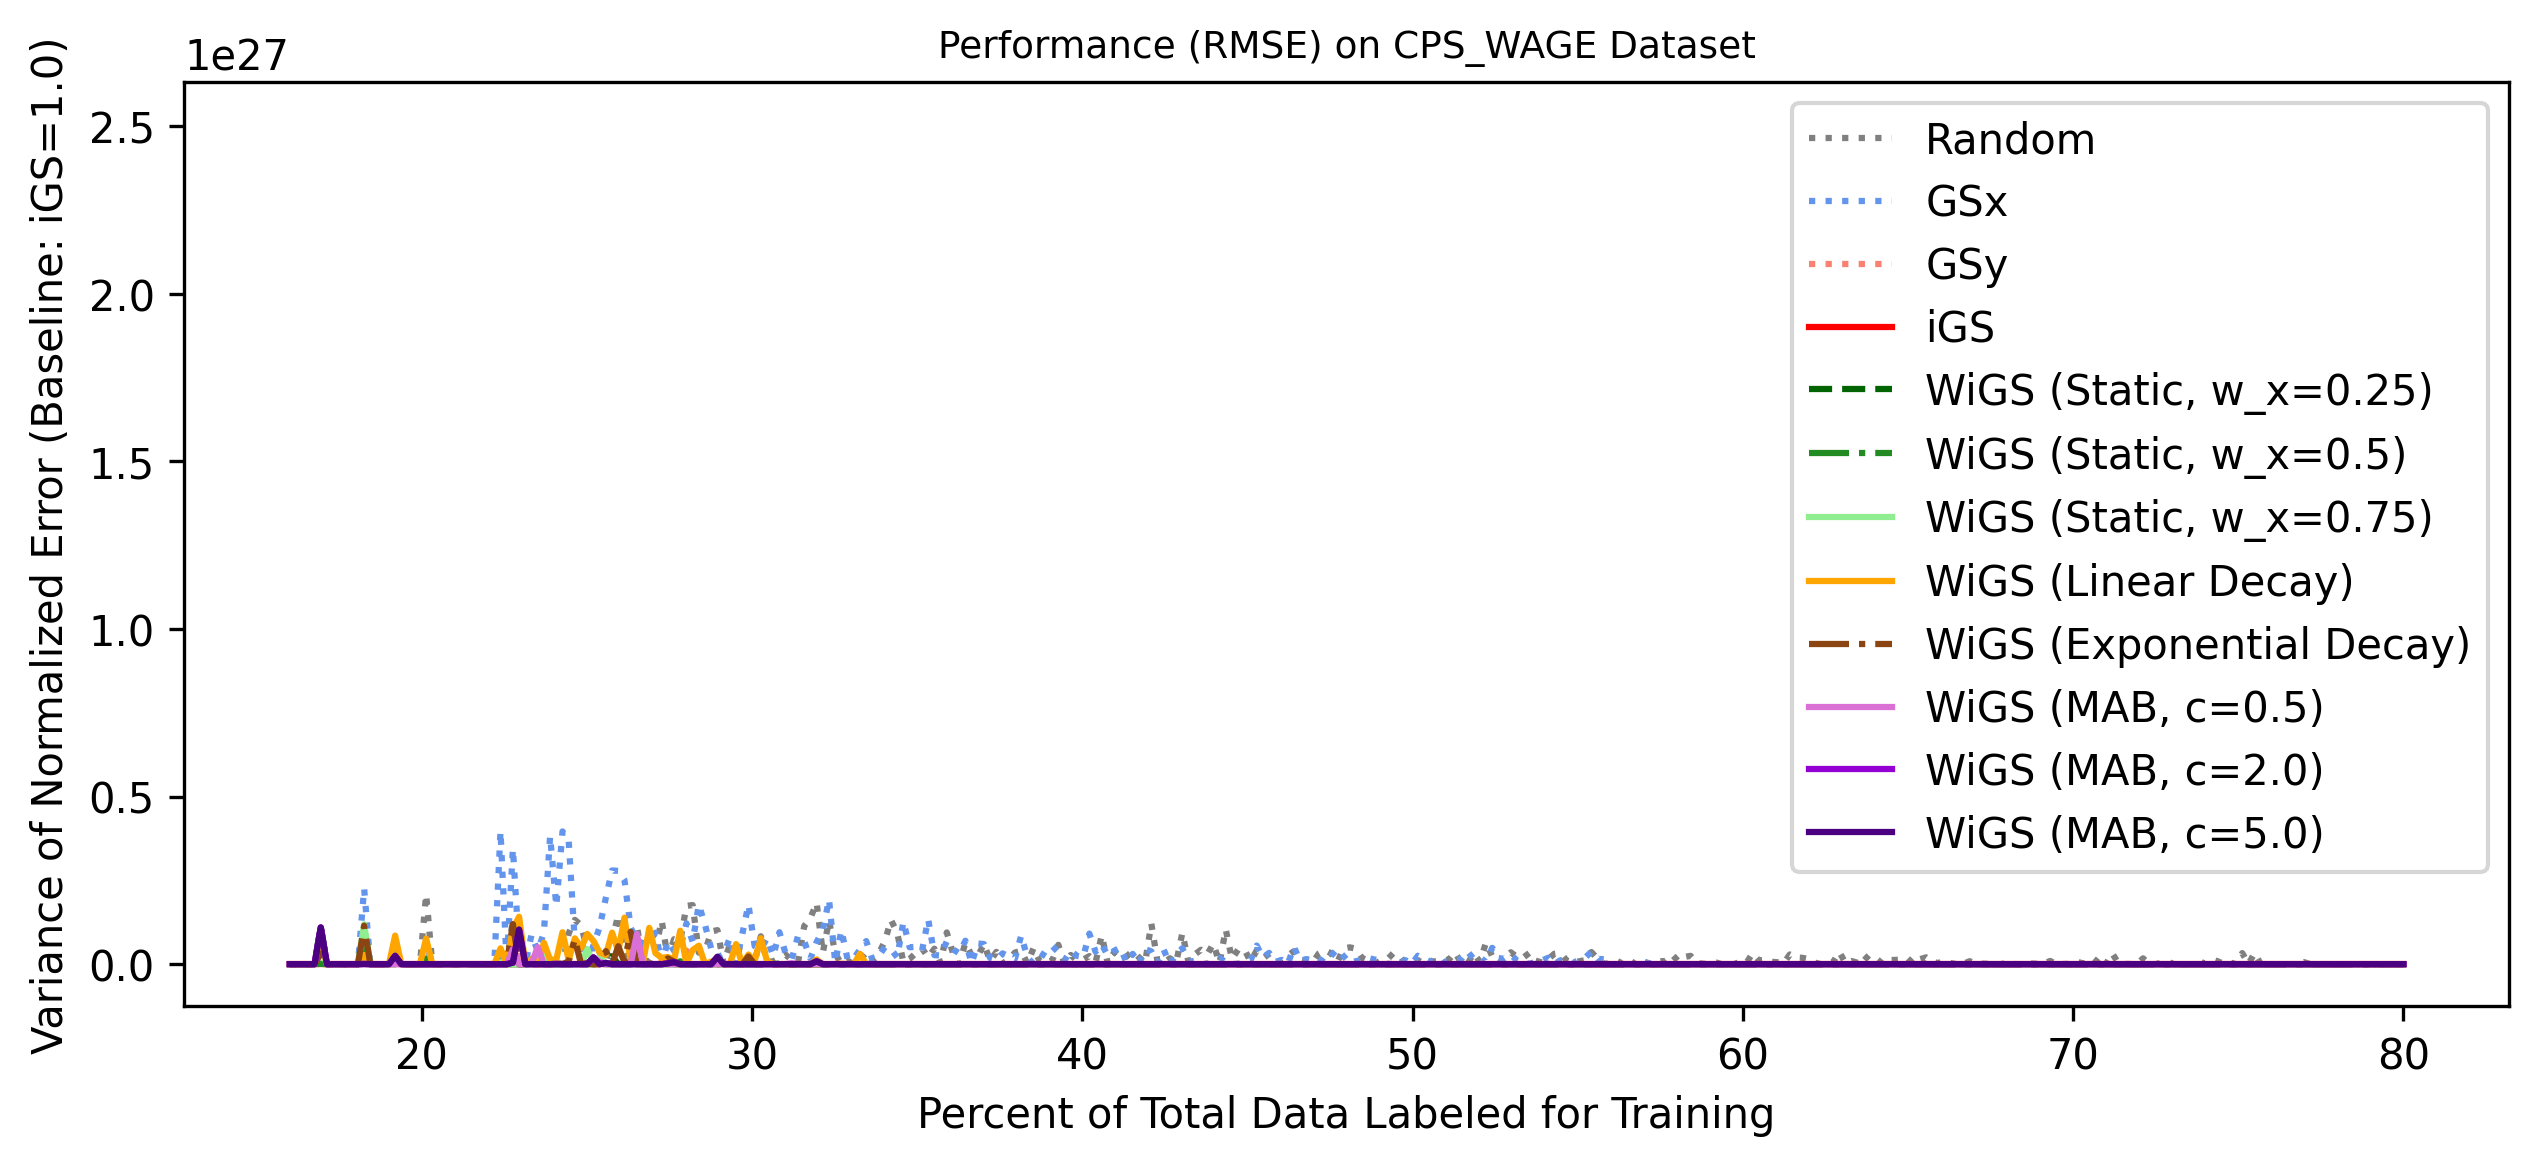 Performance (RMSE) on CPS_WAGE Dataset
1e27
Variance of Normalized Error (Baseline: iGS=1.0)
2.5
2.0
1.5
1.0
0.5
0.0
Random
GSx
GSy
iGS
WiGS (Static, w_x=0.25)
WiGS (Static, w_x=0.5)
WiGS (Static, w_x=0.75)
WiGS (Linear Decay)
WiGS (Exponential Decay)
WiGS (MAB, c=0.5)
WiGS (MAB, c=2.0)
WiGS (MAB, c=5.0)
20 30 40 50 60 70 80
Percent of Total Data Labeled for Training